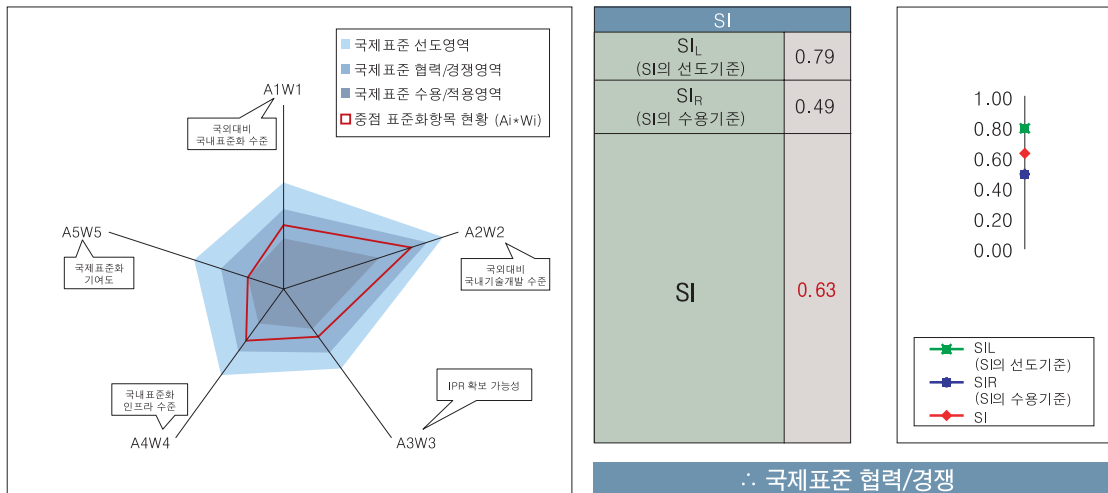 국제표준 선도영역
국제표준 협력/경쟁영역
국제표준 수용/적용영역
중점 표준화항목 현황 (Ai*Wi)
A1W1
국외대비
국내표준화 수준
A2W2
국외대비
국내기술개발 수준
IPR 확보 가능성
A3W3
국내표준화
인프라 수준
A4W4
A5W5
국제표준화
기여도
SI
SIL
(SI의 선도기준)
0.79
SIR
(SI의 수용기준)
0.49
SI
0.63
1.00
0.80
0.60
0.40
0.20
0.00
SIL
(SI의 선도기준)
SIR
(SI의 수용기준)
SI
∴ 국제표준 협력/경쟁